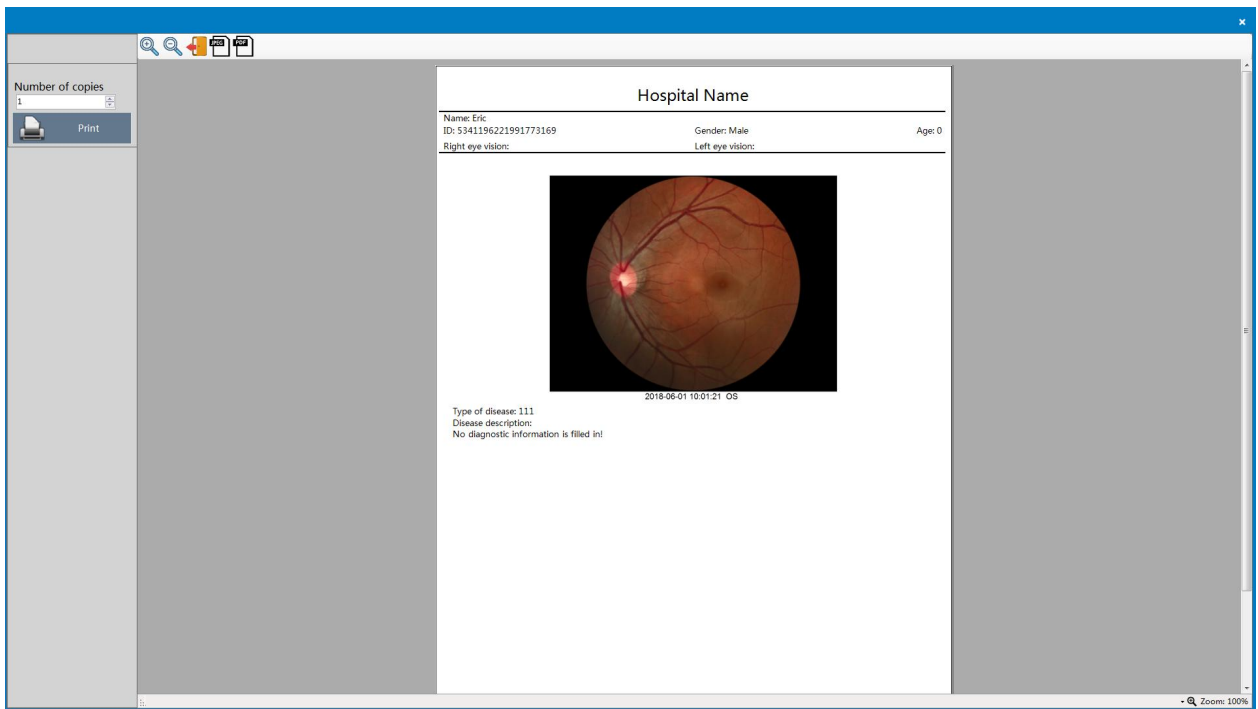 ×
JPEG PDF
Number of copies
1
Print
Hospital Name
Name: Eric
ID: 5341196221991773169 Gender: Male Age: 0
Right eye vision: Left eye vision:
2018-06-01 10:01:21 OS
Type of disease: 111
Disease description:
No diagnostic information is filled in!
Zoom: 100%